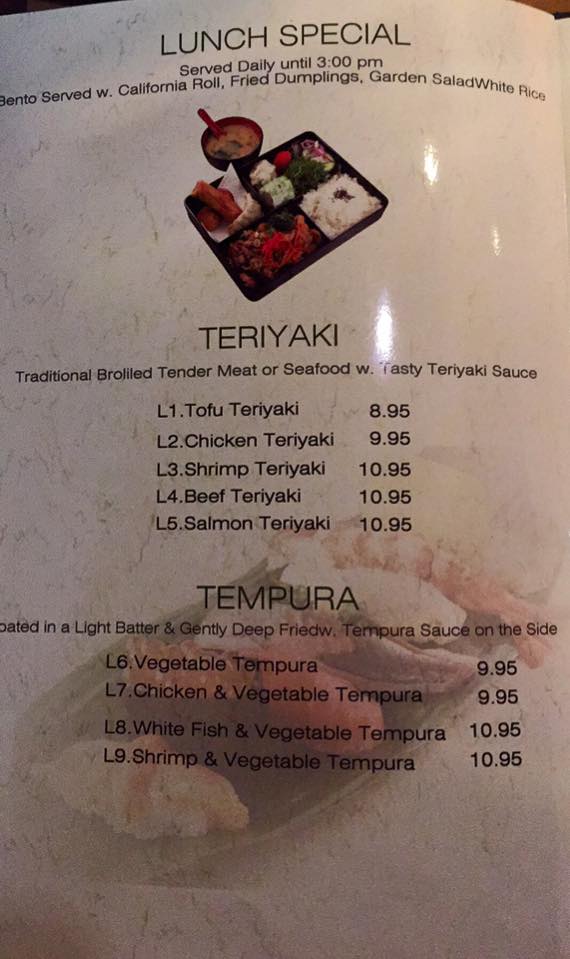 LUNCH SPECIAL
Served Daily until 3:00 pm
Bento Served w. California Roll, Fried Dumplings, Garden SaladWhite Rice
TERIYAKI
Traditional Broliled Tender Meat or Seafood w. Tasty Teriyaki Sauce
L1.Tofu Teriyaki 8.95
L2.Chicken Teriyaki 9.95
L3.Shrimp Teriyaki 10.95
L4.Beef Teriyaki 10.95
L5.Salmon Teriyaki 10.95
TEMPURA
oated in a Light Batter & Gently Deep Friedw. Tempura Sauce on the Side
L6.Vegetable Tempura 9.95
L7.Chicken & Vegetable Tempura 9.95
L8.White Fish & Vegetable Tempura 10.95
L9.Shrimp & Vegetable Tempura 10.95